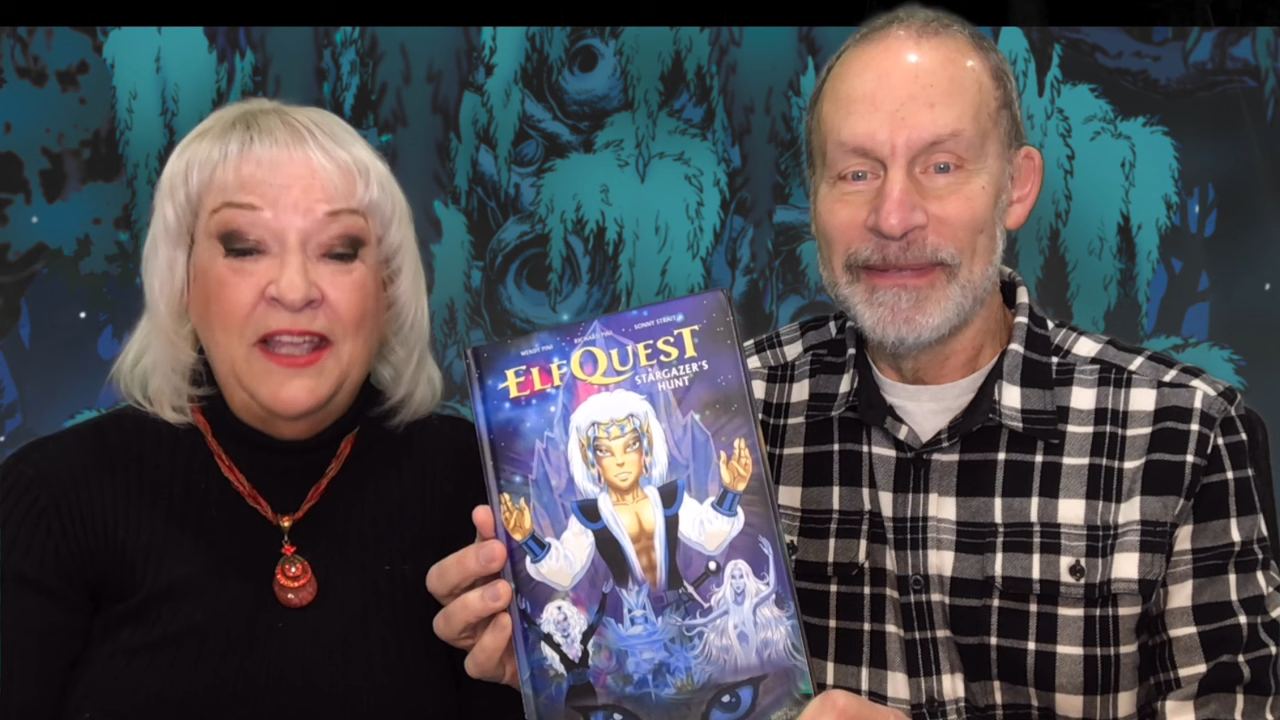 WENDY PINI RICHARD PINI SONNY STRAIT
ELFQUEST
STARGAZER'S
HUNT